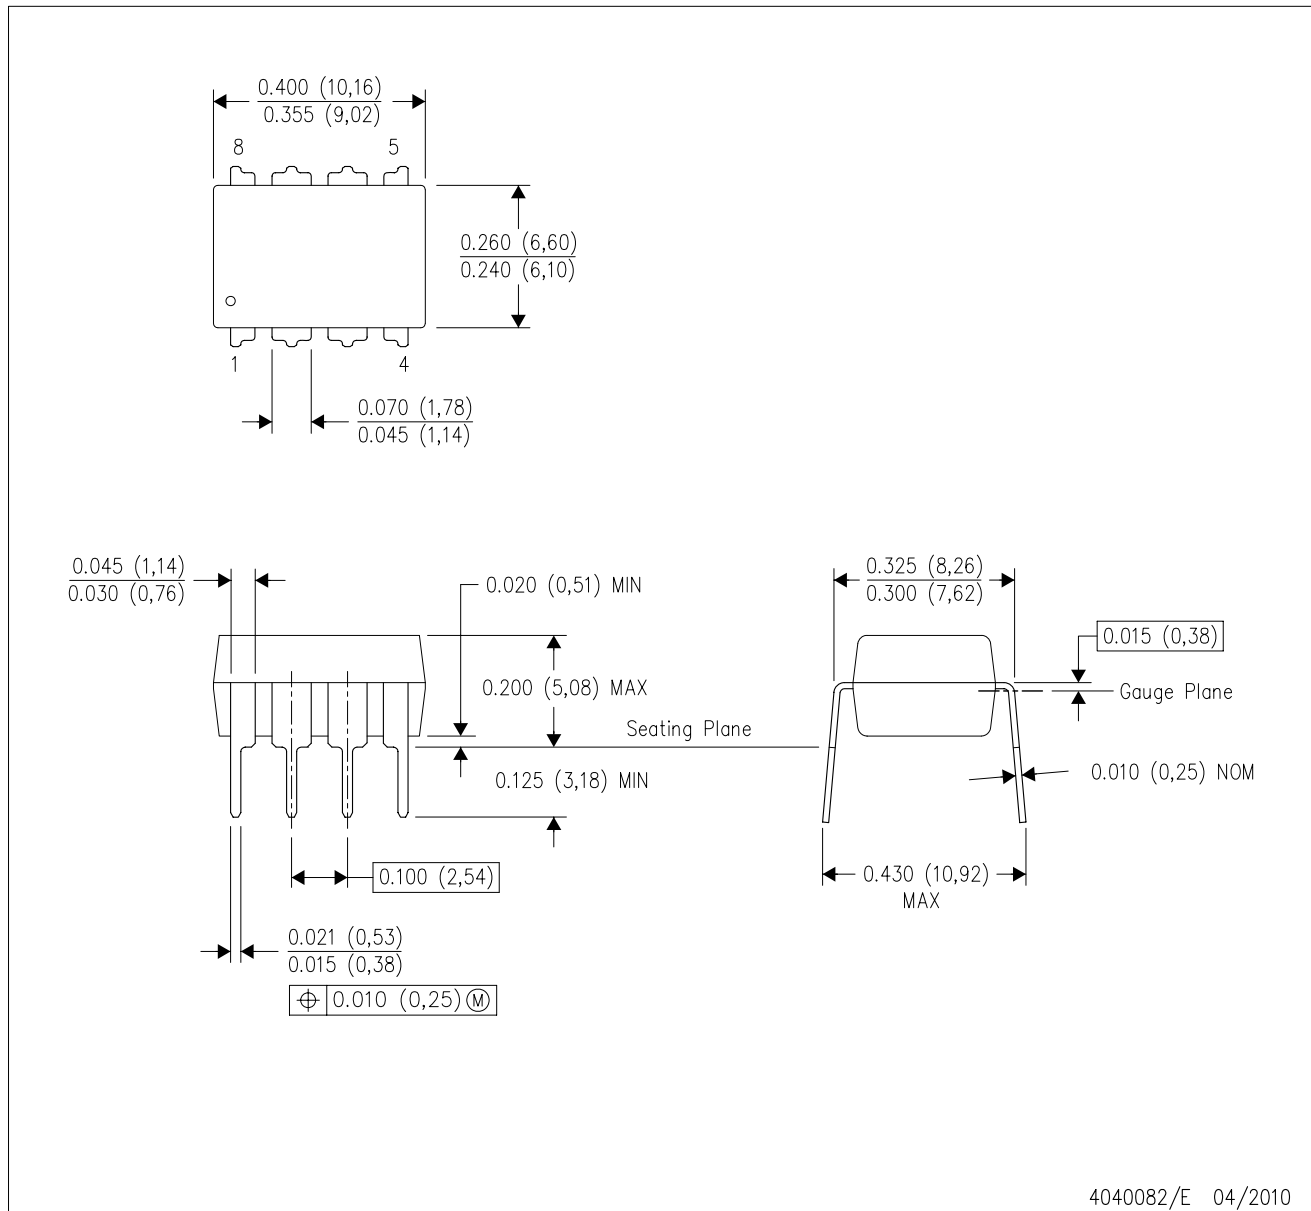 0.400 (10,16)
0.355 (9,02)
8 5
0.260 (6,60)
0.240 (6,10)
1 4
0.070 (1,78)
0.045 (1,14)
0.045 (1,14)
0.030 (0,76)
0.020 (0,51) MIN
0.200 (5,08) MAX
Seating Plane
0.125 (3,18) MIN
0.100 (2,54)
0.021 (0,53)
0.015 (0,38)
⌖ 0.010 (0,25) Ⓜ
0.325 (8,26)
0.300 (7,62)
0.015 (0,38)
Gauge Plane
0.010 (0,25) NOM
0.430 (10,92)
MAX
4040082/E 04/2010